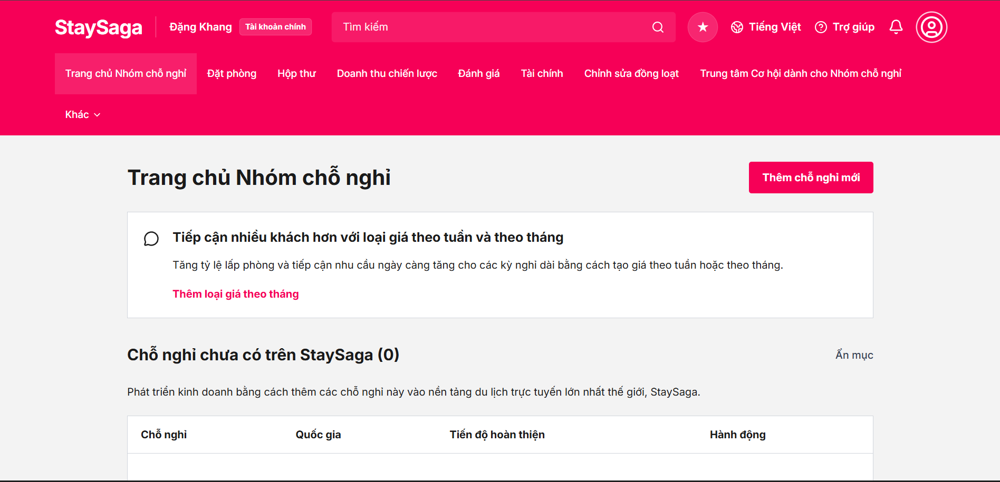 StaySaga
Đặng Khang
Tài khoản chính
Tìm kiếm
Tiếng Việt
Trợ giúp
Trang chủ Nhóm chỗ nghỉ
Đặt phòng
Hộp thư
Doanh thu chiến lược
Đánh giá
Tài chính
Chỉnh sửa đồng loạt
Trung tâm Cơ hội dành cho Nhóm chỗ nghỉ
Khác
Trang chủ Nhóm chỗ nghỉ
Thêm chỗ nghỉ mới
Tiếp cận nhiều khách hơn với loại giá theo tuần và theo tháng
Tăng tỷ lệ lấp phòng và tiếp cận nhu cầu ngày càng tăng cho các kỳ nghỉ dài bằng cách tạo giá theo tuần hoặc theo tháng.
Thêm loại giá theo tháng
Chỗ nghỉ chưa có trên StaySaga (0)
Ẩn mục
Phát triển kinh doanh bằng cách thêm các chỗ nghỉ này vào nền tảng du lịch trực tuyến lớn nhất thế giới, StaySaga.
Chỗ nghỉ
Quốc gia
Tiến độ hoàn thiện
Hành động